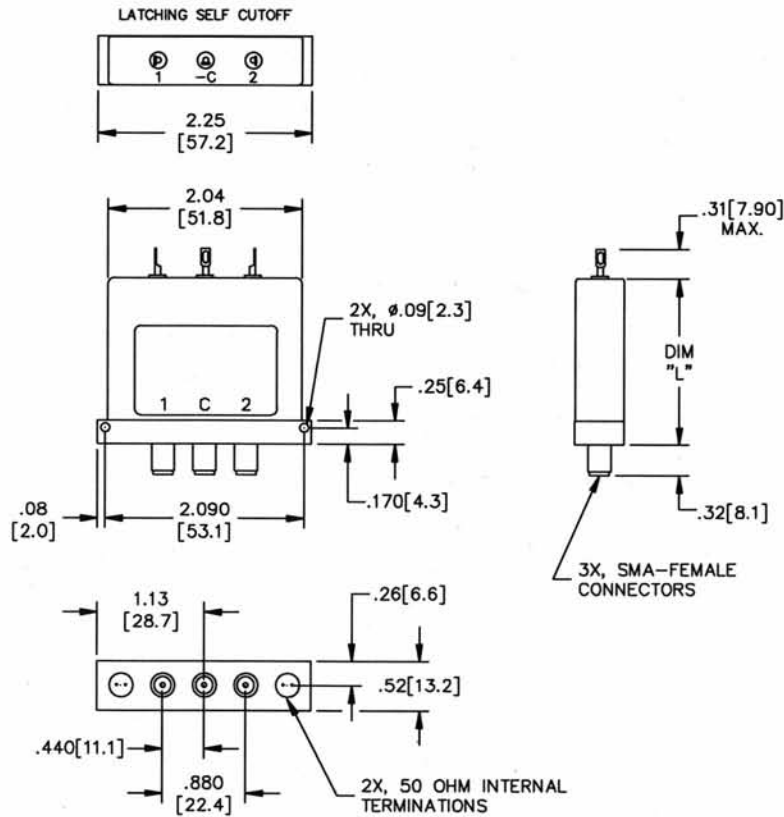 LATCHING SELF CUTOFF
1 -C 2
2.25
[57.2]
2.04
[51.8]
.31[7.90]
MAX.
2X, ø.09[2.3]
THRU
DIM
"L"
.25[6.4]
1 C 2
.170[4.3]
.08
[2.0]
2.090
[53.1]
.32[8.1]
3X, SMA-FEMALE
CONNECTORS
1.13
[28.7]
.26[6.6]
.52[13.2]
.440[11.1]
.880
[22.4]
2X, 50 OHM INTERNAL
TERMINATIONS